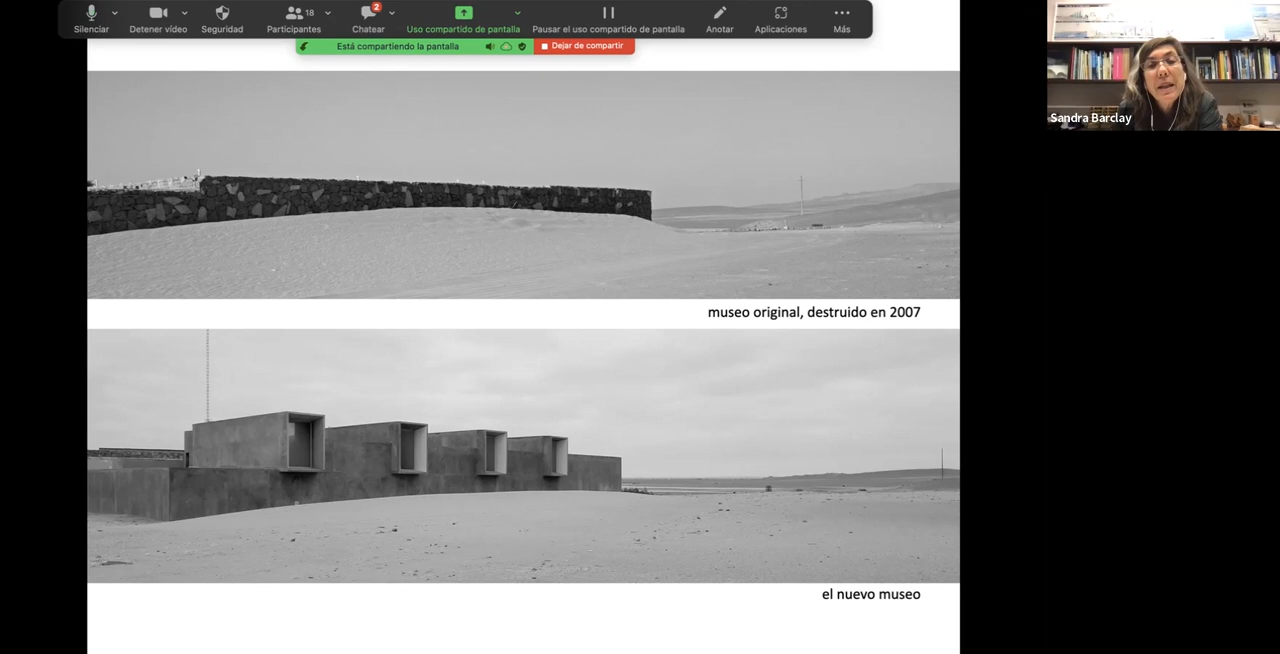 18
2
Silenciar
Detener vídeo
Seguridad
Participantes
Chatear
Uso compartido de pantalla
Pausar el uso compartido de pantalla
Anotar
Aplicaciones
Más
Está compartiendo la pantalla
Dejar de compartir
Sandra Barclay
museo original, destruido en 2007
el nuevo museo